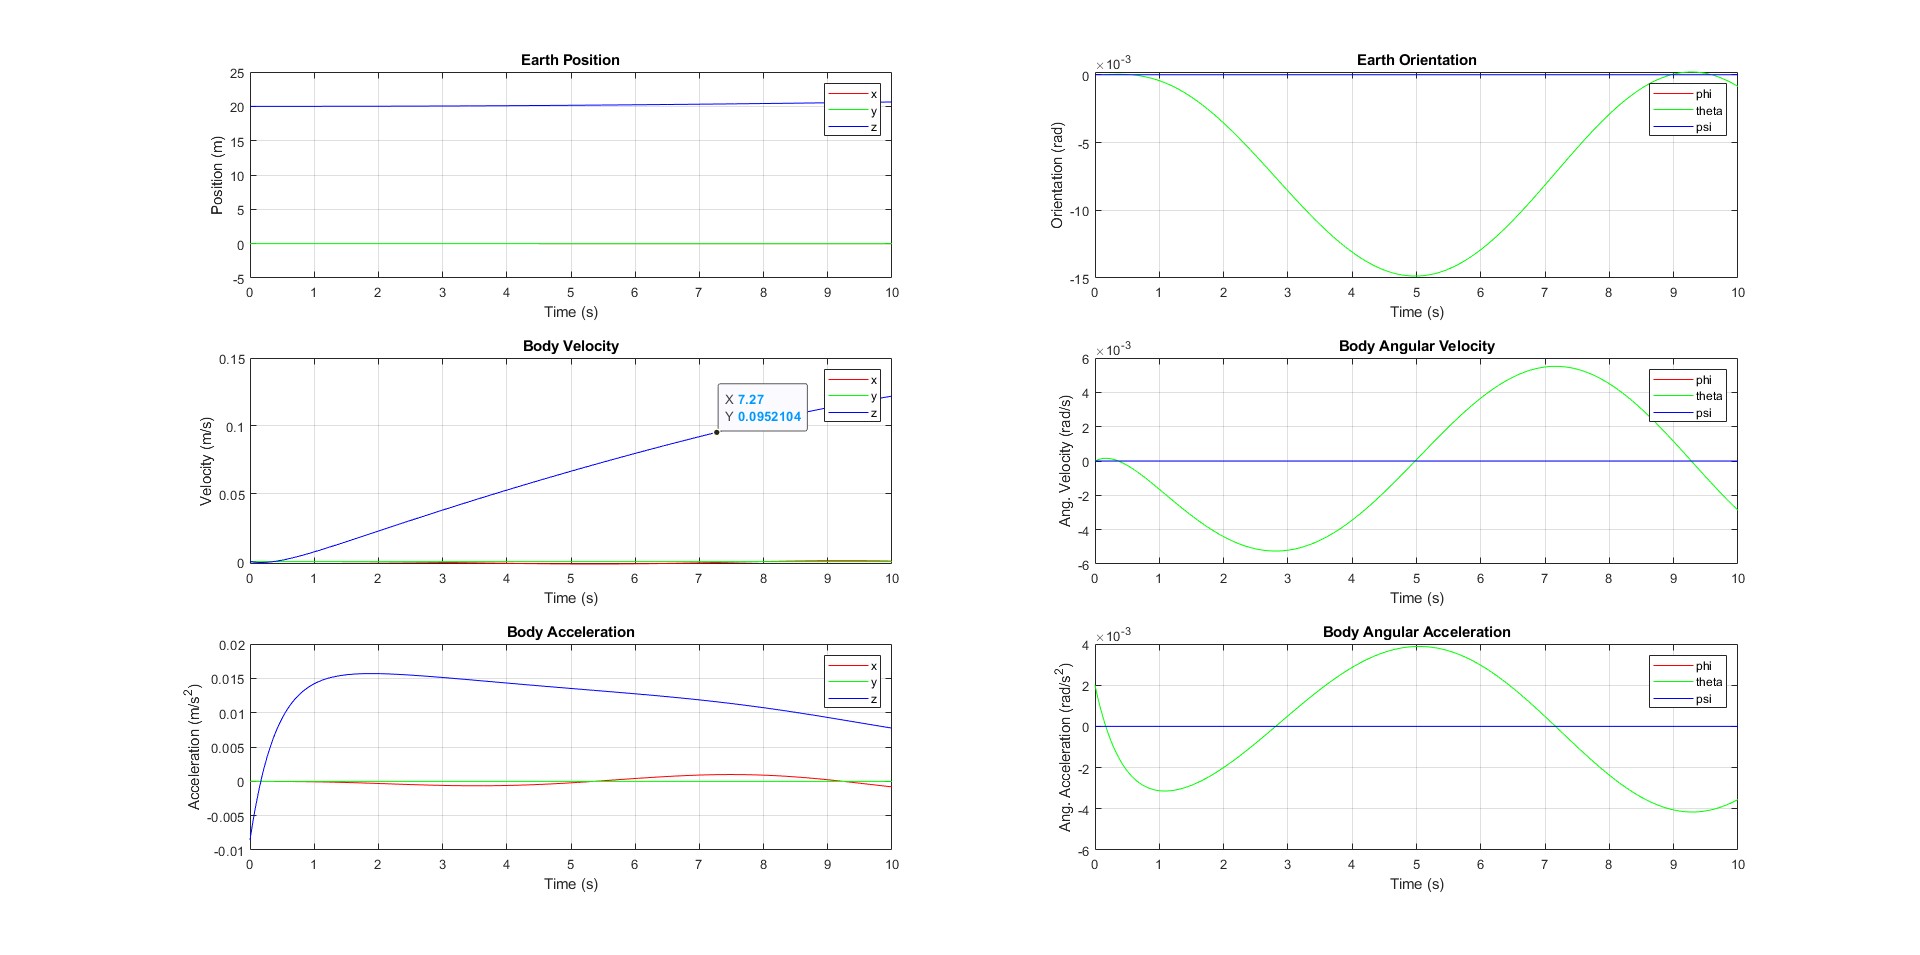 Earth Position
Position (m)
25
20
15
10
5
0
-5
x
y
z
0 1 2 3 4 5 6 7 8 9 10
Time (s)
Earth Orientation
×10-3
Orientation (rad)
0
-5
-10
-15
phi
theta
psi
0 1 2 3 4 5 6 7 8 9 10
Time (s)
Body Velocity
Velocity (m/s)
0.15
0.1
0.05
0
X 7.27
Y 0.0952104
x
y
z
0 1 2 3 4 5 6 7 8 9 10
Time (s)
Body Angular Velocity
×10-3
Ang. Velocity (rad/s)
6
4
2
0
-2
-4
-6
phi
theta
psi
0 1 2 3 4 5 6 7 8 9 10
Time (s)
Body Acceleration
Acceleration (m/s2)
0.02
0.015
0.01
0.005
0
-0.005
-0.01
x
y
z
0 1 2 3 4 5 6 7 8 9 10
Time (s)
Body Angular Acceleration
×10-3
Ang. Acceleration (rad/s2)
4
2
0
-2
-4
-6
phi
theta
psi
0 1 2 3 4 5 6 7 8 9 10
Time (s)